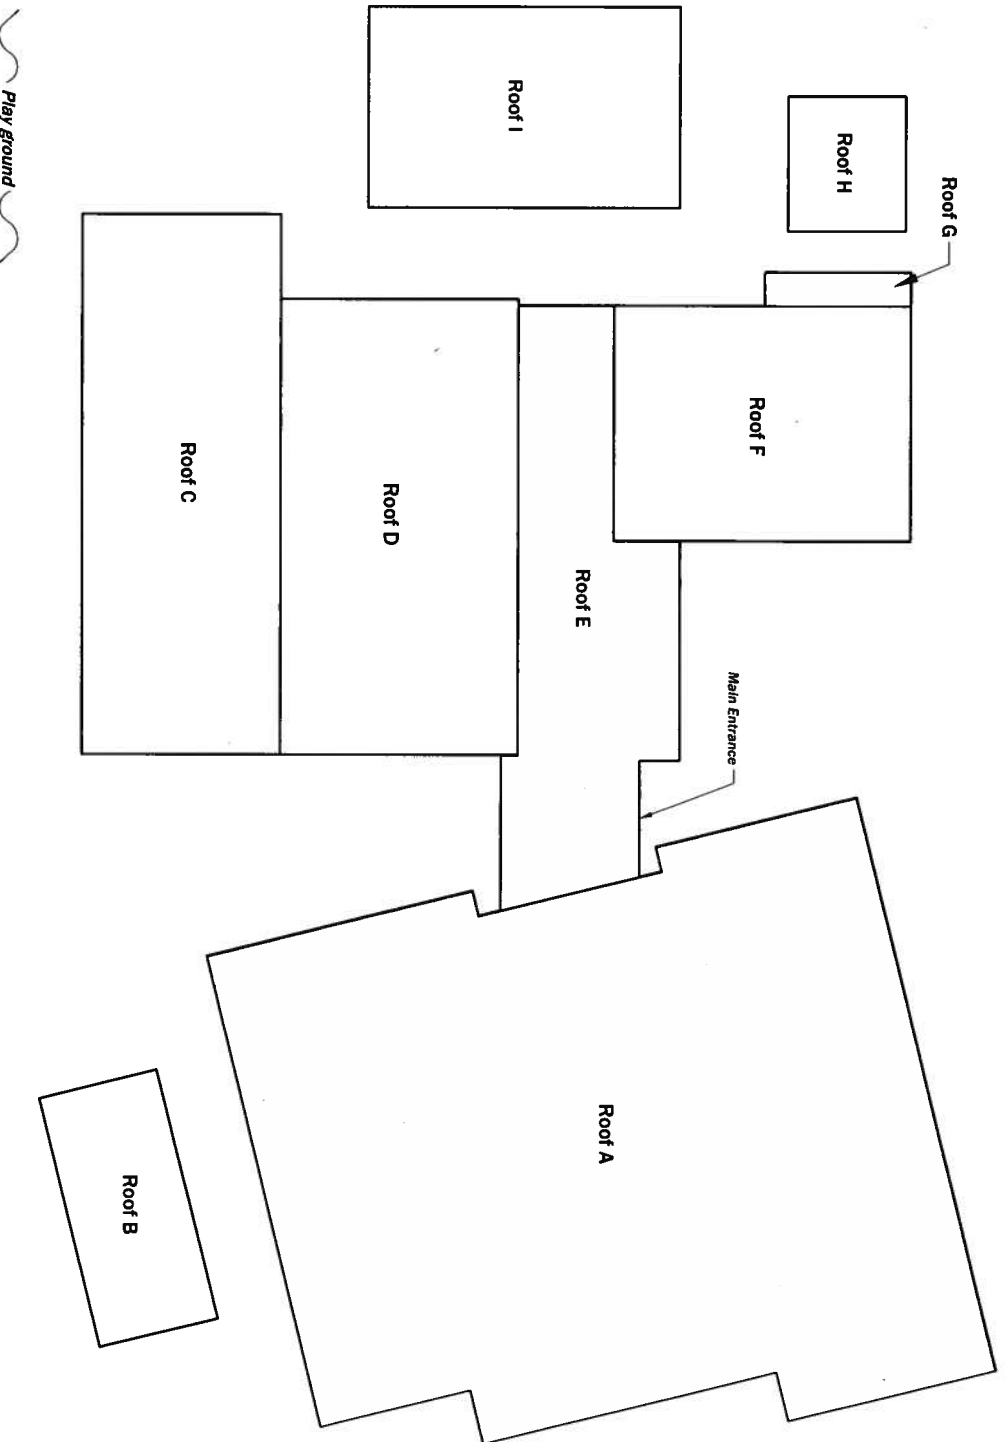 Roof I
Roof H
Roof G
Play ground
Roof F
Roof C
Roof D
Roof E
Main Entrance
Roof A
Roof B